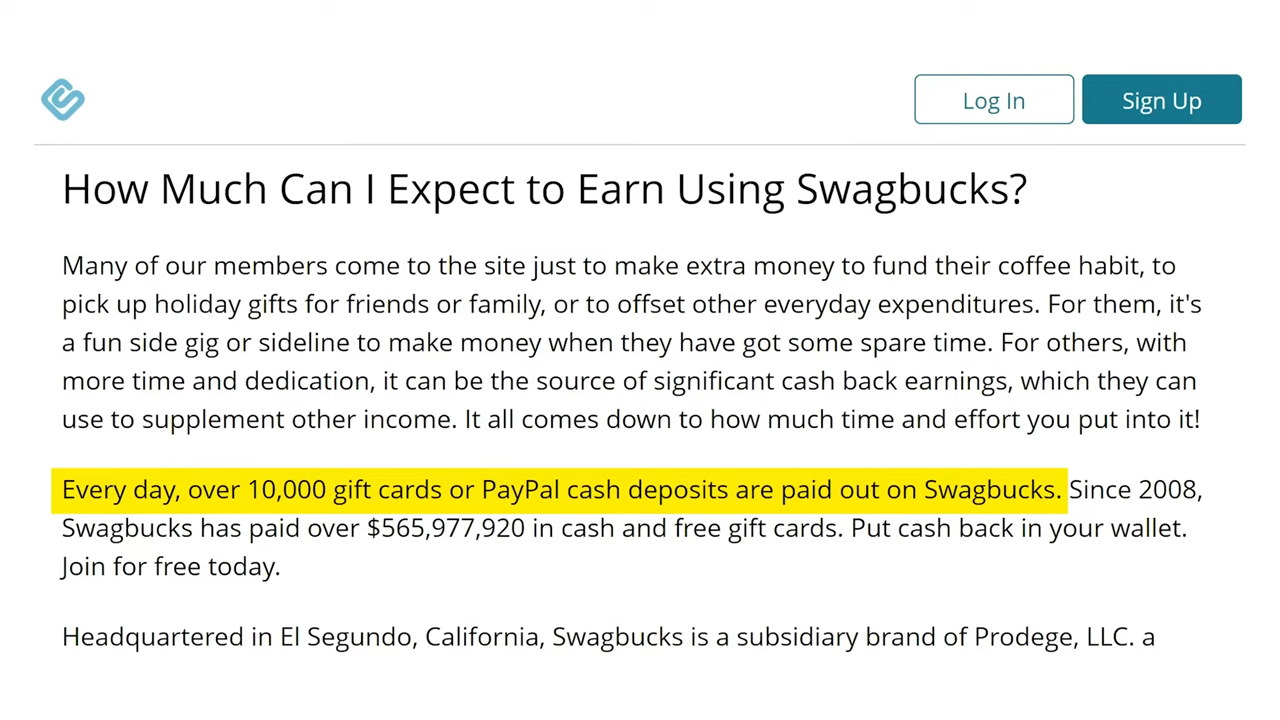 Log In
Sign Up
How Much Can I Expect to Earn Using Swagbucks?
Many of our members come to the site just to make extra money to fund their coffee habit, to
pick up holiday gifts for friends or family, or to offset other everyday expenditures. For them, it's
a fun side gig or sideline to make money when they have got some spare time. For others, with
more time and dedication, it can be the source of significant cash back earnings, which they can
use to supplement other income. It all comes down to how much time and effort you put into it!
Every day, over 10,000 gift cards or PayPal cash deposits are paid out on Swagbucks. Since 2008,
Swagbucks has paid over $565,977,920 in cash and free gift cards. Put cash back in your wallet.
Join for free today.
Headquartered in El Segundo, California, Swagbucks is a subsidiary brand of Prodege, LLC. a